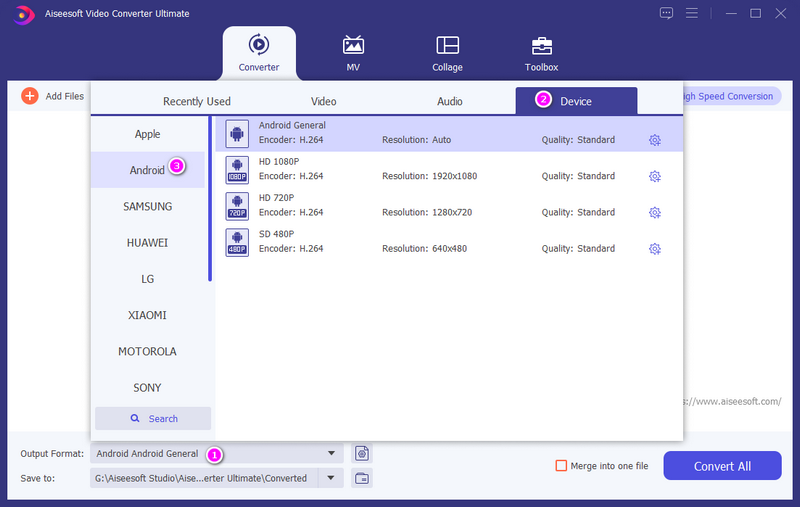 Aiseesoft Video Converter Ultimate
Converter
MV
Collage
Toolbox
Add Files
High Speed Conversion
Recently Used
Video
Audio
2
Device
Apple
Android
3
SAMSUNG
HUAWEI
LG
XIAOMI
MOTOROLA
SONY
Search
Android General
Encoder: H.264 Resolution: Auto Quality: Standard
1080P
HD 1080P
Encoder: H.264 Resolution: 1920x1080 Quality: Standard
720P
HD 720P
Encoder: H.264 Resolution: 1280x720 Quality: Standard
480P
SD 480P
Encoder: H.264 Resolution: 640x480 Quality: Standard
s://www.aiseesoft.com/
Output Format: Android Android General
1
Save to: G:\Aiseesoft Studio\Aise...erter Ultimate\Converted
Merge into one file
Convert All